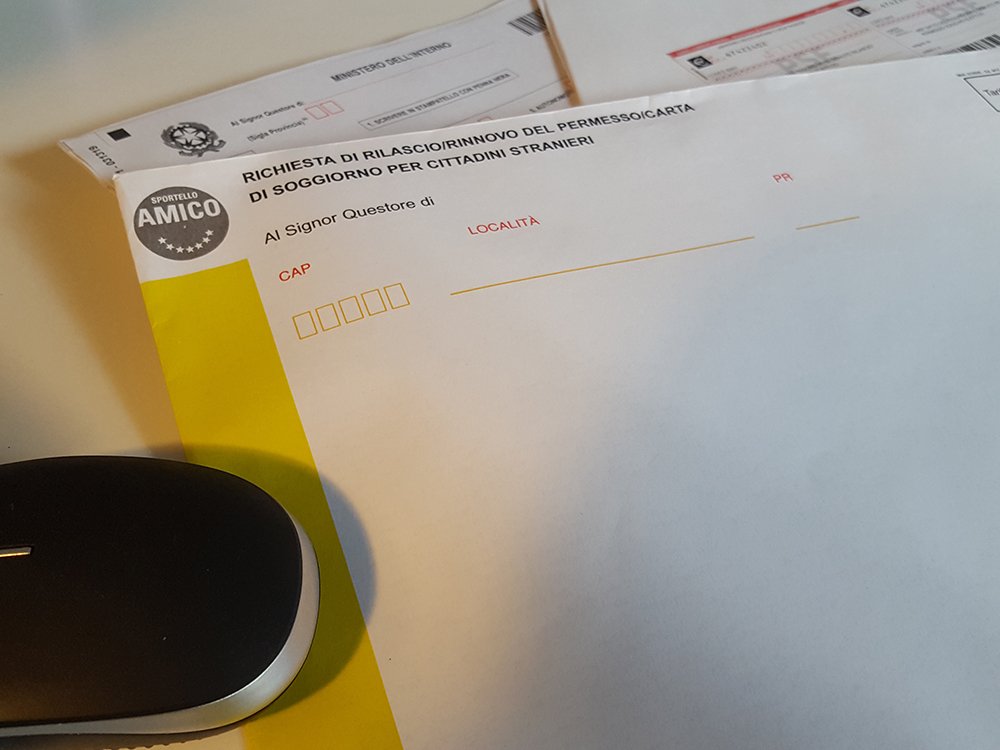 MINISTERO DELL'INTERNO
Al Signor Questore di:
(Sigla Provincia)
1. SCRIVERE IN STAMPATELLO CON PENNA NERA
RICHIESTA DI RILASCIO/RINNOVO DEL PERMESSO/CARTA
DI SOGGIORNO PER CITTADINI STRANIERI
SPORTELLO
AMICO
Al Signor Questore di
CAP
LOCALITÀ
PR